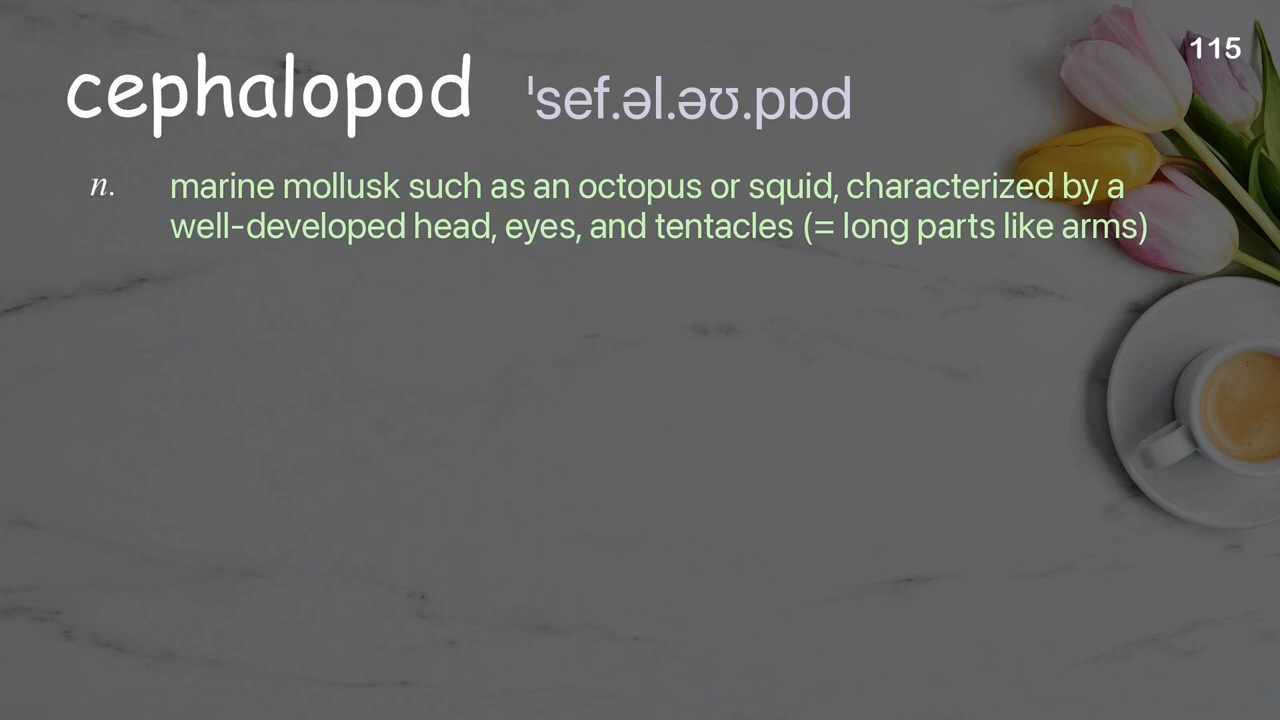 115
cephalopod ˈsef.əl.əʊ.pɒd
n. marine mollusk such as an octopus or squid, characterized by a
well-developed head, eyes, and tentacles (= long parts like arms)